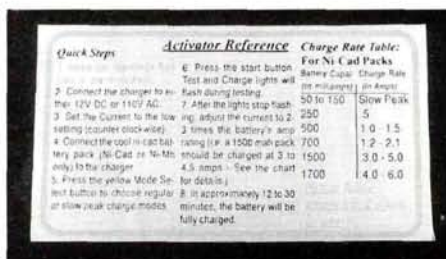 Quick Steps
Activator Reference
2. Connect the charger to ei-
ther 12V DC or 110V AC.
3. Set the Current to the low
setting (counter clockwise)
4. Connect the cool ni-cad bat-
tery pack (Ni-Cad or Ni-Mh
only) to the charger
5. Press the yellow Mode Se-
lect button to choose regular
or slow peak charge modes.
6. Press the start button
Test and Charge lights will
flash during testing.
7. After the lights stop flash-
ing, adjust the current to 2-
3 times the battery's amp
rating (i.e. a 1500 mah pack
should be charged at 3 to
4.5 amps - See the chart
for details.)
8. In approximately 12 to 30
minutes, the battery will be
fully charged.
Charge Rate Table:
For Ni-Cad Packs
Battery Capac Charge Rate
(in milliamps) (in Amps)
50 to 150 Slow Peak
250 .5
500 1.0 - 1.5
700 1.2 - 2.1
1500 3.0 - 5.0
1700 4.0 - 6.0